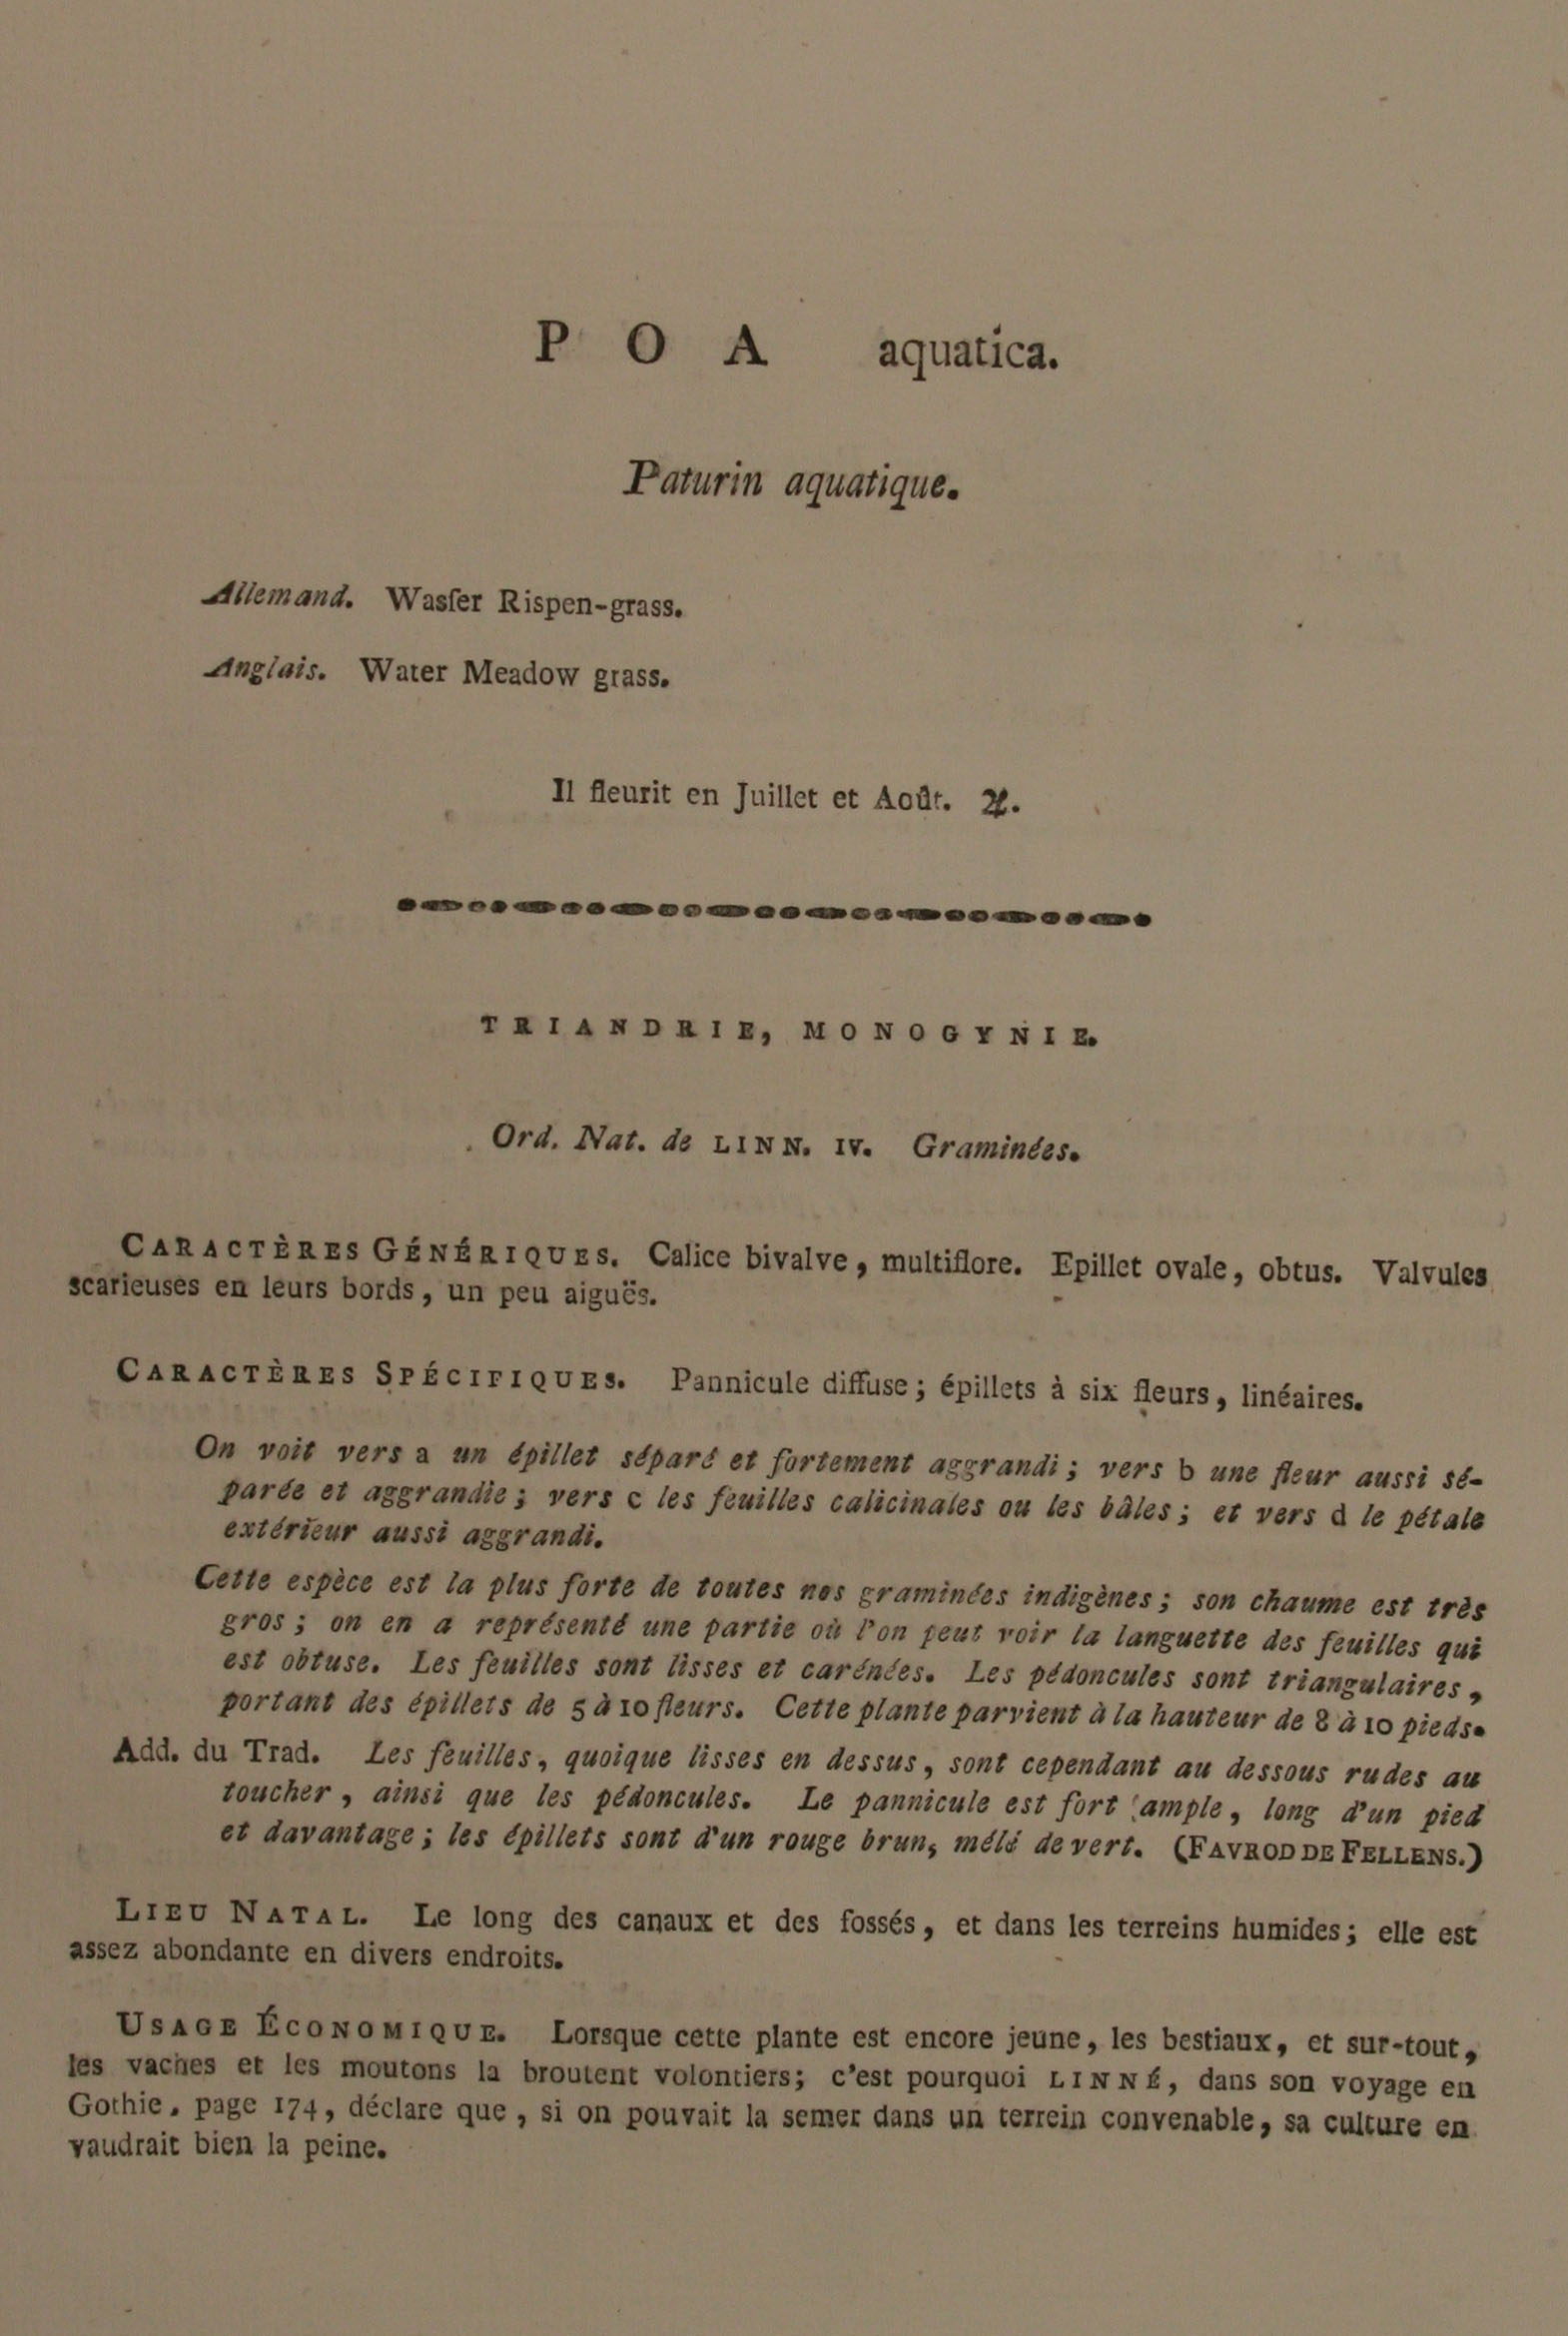 POA aquatica.
Paturin aquatique.
Allemand. Wasſer Rispen-grass.
Anglais. Water Meadow grass.
Il fleurit en Juillet et Août. ♃.
TRIANDRIE, MONOGYNIE.
Ord. Nat. de LINN. IV. Graminées.
CARACTÈRES GÉNÉRIQUES. Calice bivalve, multiflore. Epillet ovale, obtus. Valvules
scarieuses en leurs bords, un peu aiguës.
CARACTÈRES SPÉCIFIQUES. Pannicule diffuse; épillets à six fleurs, linéaires.
On voit vers a un épillet séparé et fortement aggrandi; vers b une fleur aussi sé-
parée et aggrandie; vers c les feuilles calicinales ou les bâles; et vers d le pétale
extérieur aussi aggrandi.
Cette espèce est la plus forte de toutes nos graminées indigènes; son chaume est très
gros; on en a représenté une partie où l'on peut voir la languette des feuilles qui
est obtuse. Les feuilles sont lisses et carénées. Les pédoncules sont triangulaires,
portant des épillets de 5 à 10 fleurs. Cette plante parvient à la hauteur de 8 à 10 pieds.
Add. du Trad. Les feuilles, quoique lisses en dessus, sont cependant au dessous rudes au
toucher, ainsi que les pédoncules. Le pannicule est fort ample, long d'un pied
et davantage; les épillets sont d'un rouge brun, mélé de vert. (FAVROD DE FELLENS.)
LIEU NATAL. Le long des canaux et des fossés, et dans les terreins humides; elle est
assez abondante en divers endroits.
USAGE ÉCONOMIQUE. Lorsque cette plante est encore jeune, les bestiaux, et sur-tout,
les vaches et les moutons la broutent volontiers; c'est pourquoi LINNÉ, dans son voyage en
Gothie, page 174, déclare que, si on pouvait la semer dans un terrein convenable, sa culture en
vaudrait bien la peine.